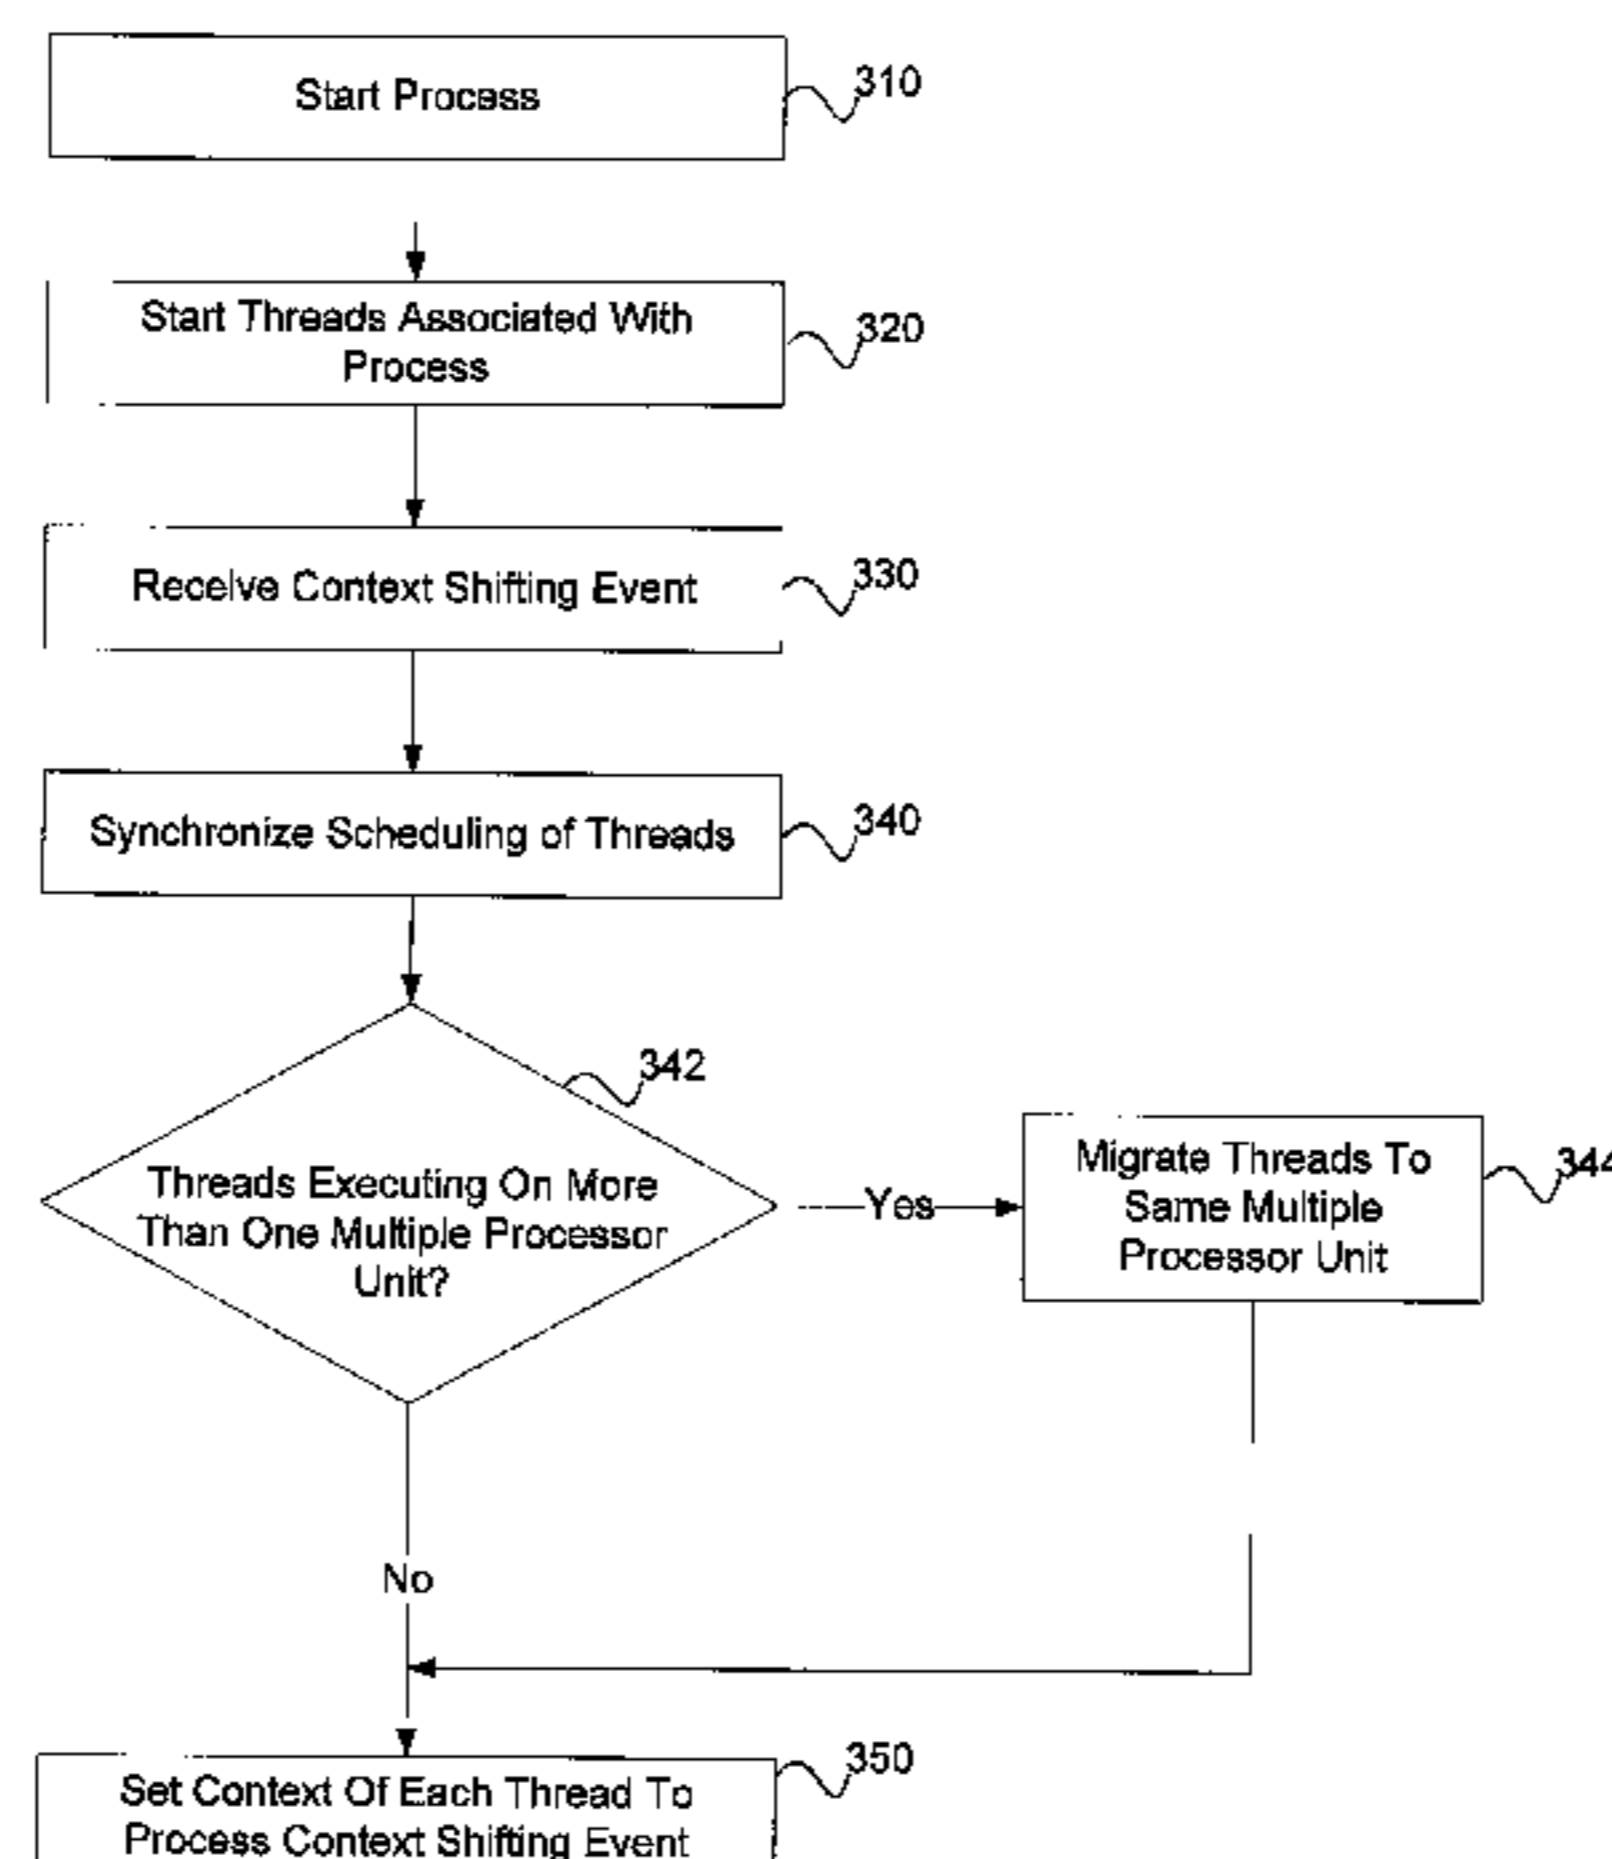 Start Process
310
Start Threads Associated With
Process
320
Receive Context Shifting Event
330
Synchronize Scheduling of Threads
340
342
Threads Executing On More
Than One Multiple Processor
Unit?
Yes
Migrate Threads To
Same Multiple
Processor Unit
344
No
350
Set Context Of Each Thread To
Process Context Shifting Event